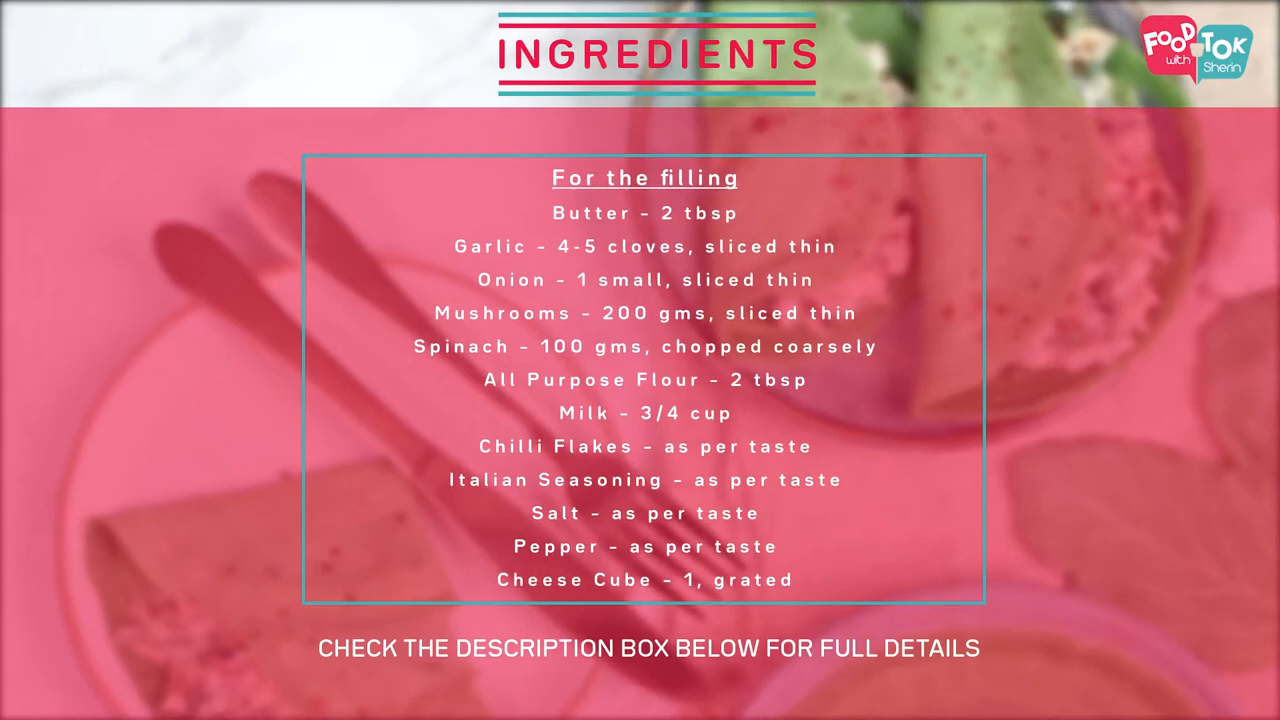 INGREDIENTS
FOOD
with
TOK
Sherin
For the filling
Butter - 2 tbsp
Garlic - 4-5 cloves, sliced thin
Onion - 1 small, sliced thin
Mushrooms - 200 gms, sliced thin
Spinach - 100 gms, chopped coarsely
All Purpose Flour - 2 tbsp
Milk - 3/4 cup
Chilli Flakes - as per taste
Italian Seasoning - as per taste
Salt - as per taste
Pepper - as per taste
Cheese Cube - 1, grated
CHECK THE DESCRIPTION BOX BELOW FOR FULL DETAILS